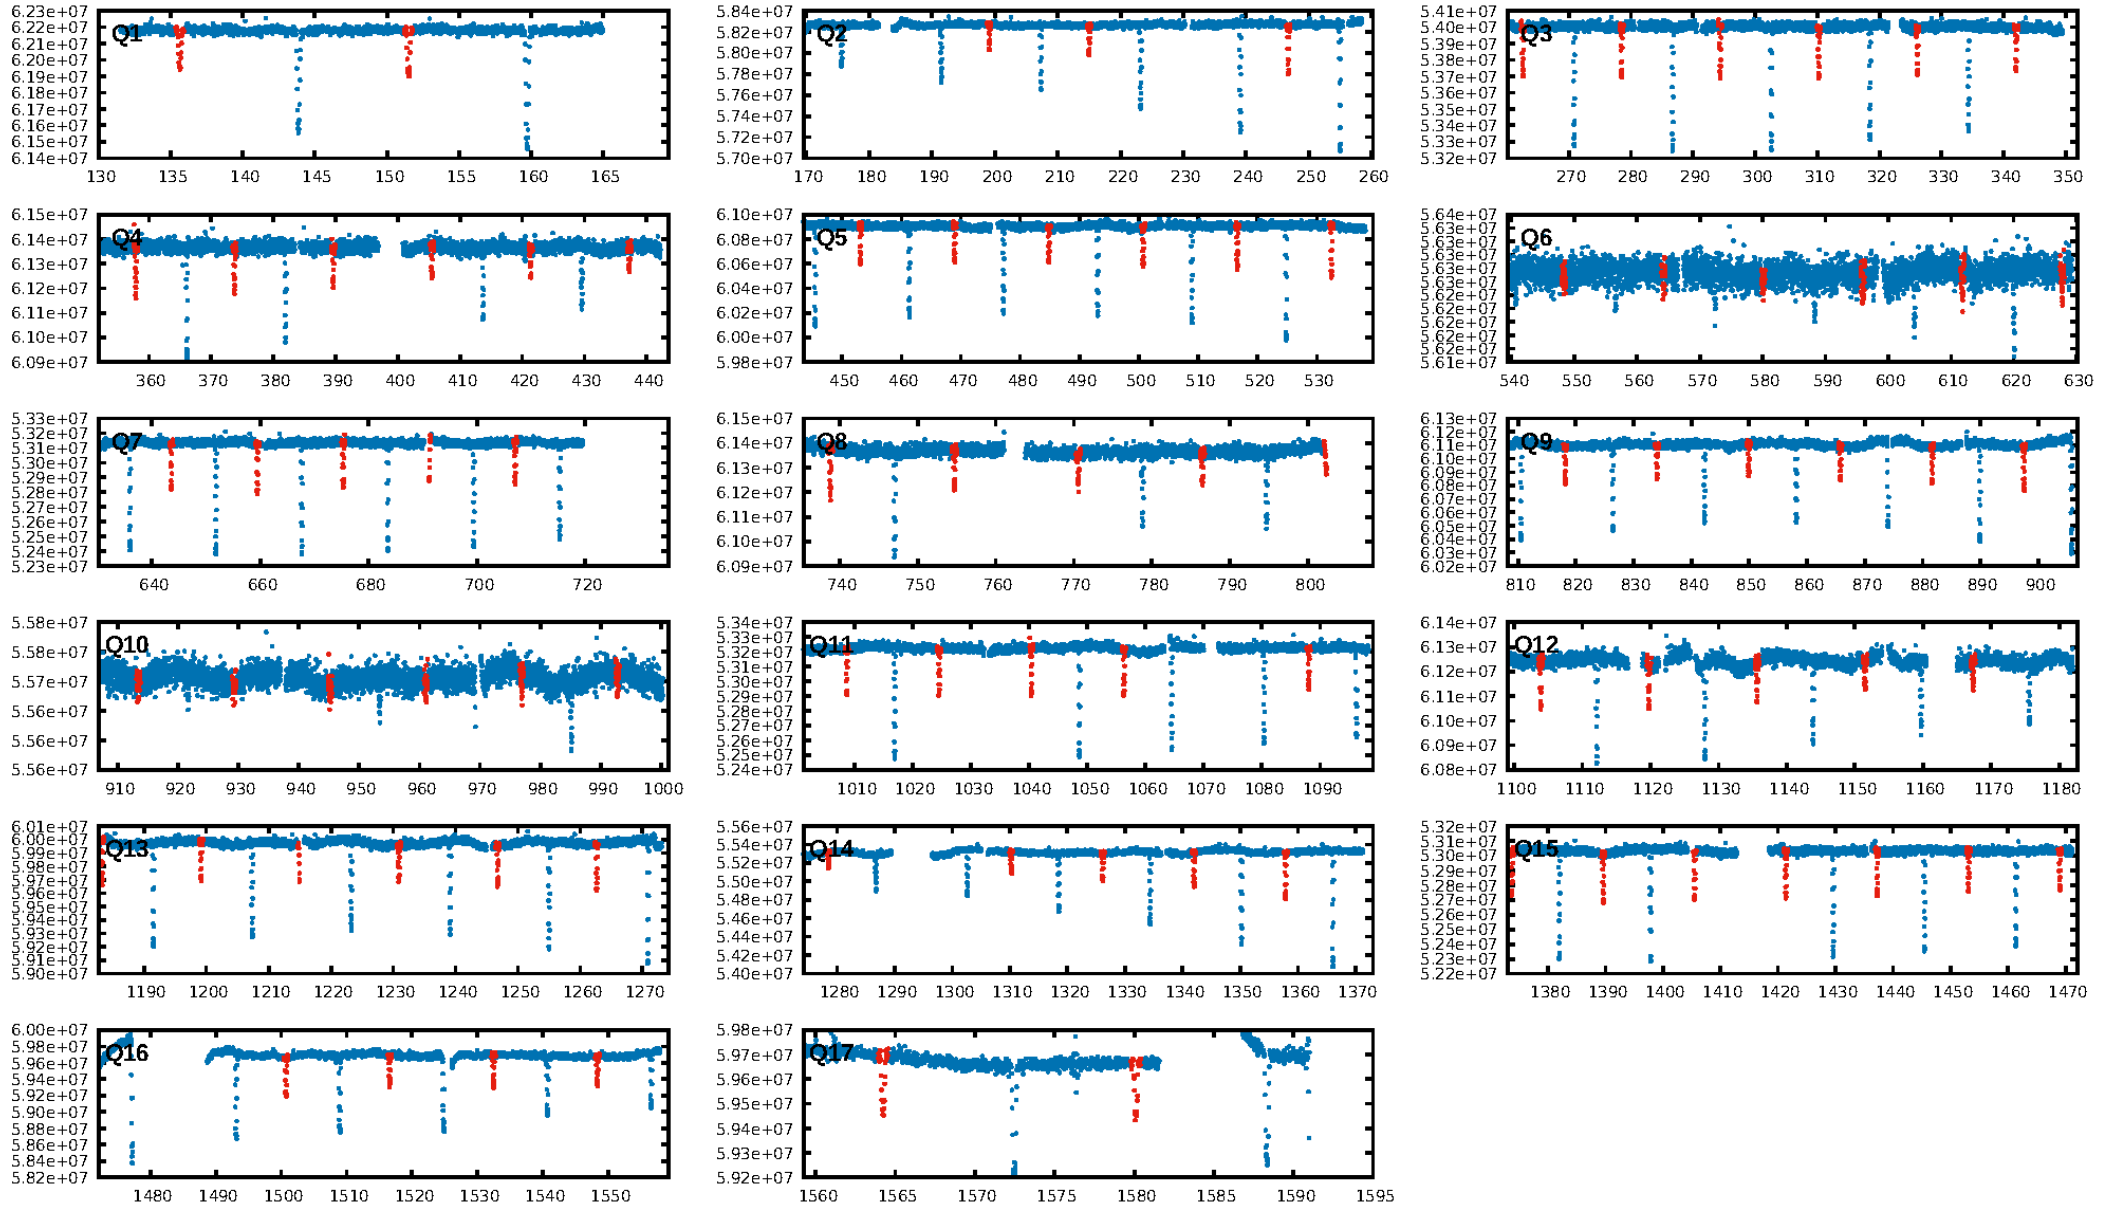 6.23e+07
6.22e+07
6.21e+07
6.20e+07
6.19e+07
6.18e+07
6.17e+07
6.16e+07
6.15e+07
6.14e+07
Q1
130 135 140 145 150 155 160 165
5.84e+07
5.82e+07
5.80e+07
5.78e+07
5.76e+07
5.74e+07
5.72e+07
5.70e+07
Q2
170 180 190 200 210 220 230 240 250 260
5.41e+07
5.40e+07
5.39e+07
5.38e+07
5.37e+07
5.36e+07
5.35e+07
5.34e+07
5.33e+07
5.32e+07
Q3
270 280 290 300 310 320 330 340 350
6.15e+07
6.14e+07
6.13e+07
6.12e+07
6.11e+07
6.10e+07
6.09e+07
Q4
360 370 380 390 400 410 420 430 440
6.10e+07
6.08e+07
6.06e+07
6.04e+07
6.02e+07
6.00e+07
5.98e+07
Q5
450 460 470 480 490 500 510 520 530
5.64e+07
5.63e+07
5.63e+07
5.63e+07
5.63e+07
5.63e+07
5.62e+07
5.62e+07
5.62e+07
5.62e+07
5.62e+07
5.61e+07
Q6
540 550 560 570 580 590 600 610 620 630
5.33e+07
5.32e+07
5.31e+07
5.30e+07
5.29e+07
5.28e+07
5.27e+07
5.26e+07
5.25e+07
5.24e+07
5.23e+07
Q7
640 660 680 700 720
6.15e+07
6.14e+07
6.13e+07
6.12e+07
6.11e+07
6.10e+07
6.09e+07
Q8
740 750 760 770 780 790 800
6.13e+07
6.12e+07
6.11e+07
6.10e+07
6.09e+07
6.08e+07
6.07e+07
6.06e+07
6.05e+07
6.04e+07
6.03e+07
6.02e+07
Q9
810 820 830 840 850 860 870 880 890 900
5.58e+07
5.58e+07
5.57e+07
5.56e+07
5.56e+07
5.56e+07
Q10
910 920 930 940 950 960 970 980 990 1000
5.34e+07
5.33e+07
5.32e+07
5.31e+07
5.30e+07
5.29e+07
5.28e+07
5.27e+07
5.26e+07
5.25e+07
5.24e+07
Q11
1010 1020 1030 1040 1050 1060 1070 1080 1090
6.14e+07
6.13e+07
6.12e+07
6.11e+07
6.10e+07
6.09e+07
6.08e+07
Q12
1100 1110 1120 1130 1140 1150 1160 1170 1180
6.01e+07
6.00e+07
5.99e+07
5.98e+07
5.97e+07
5.96e+07
5.95e+07
5.94e+07
5.93e+07
5.92e+07
5.91e+07
5.90e+07
Q13
1190 1200 1210 1220 1230 1240 1250 1260 1270
5.56e+07
5.54e+07
5.52e+07
5.50e+07
5.48e+07
5.46e+07
5.44e+07
5.42e+07
5.40e+07
Q14
1280 1290 1300 1310 1320 1330 1340 1350 1360 1370
5.32e+07
5.31e+07
5.30e+07
5.29e+07
5.28e+07
5.27e+07
5.26e+07
5.25e+07
5.24e+07
5.23e+07
5.22e+07
Q15
1380 1390 1400 1410 1420 1430 1440 1450 1460 1470
6.00e+07
5.98e+07
5.96e+07
5.94e+07
5.92e+07
5.90e+07
5.88e+07
5.86e+07
5.84e+07
5.82e+07
Q16
1480 1490 1500 1510 1520 1530 1540 1550
5.98e+07
5.97e+07
5.96e+07
5.95e+07
5.94e+07
5.93e+07
5.92e+07
Q17
1560 1565 1570 1575 1580 1585 1590 1595